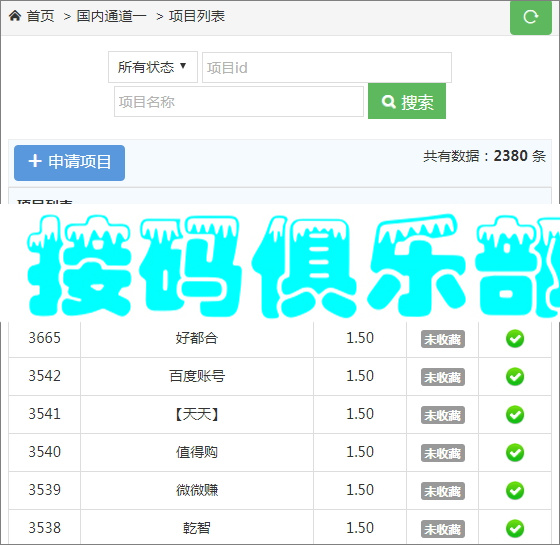 首页 > 国内通道一 > 项目列表
所有状态 ▼ 项目id
项目名称 搜索
+ 申请项目 共有数据：2380 条
项目列表
接码俱乐部
3665 好都合 1.50 未收藏
3542 百度账号 1.50 未收藏
3541 【天天】 1.50 未收藏
3540 值得购 1.50 未收藏
3539 微微赚 1.50 未收藏
3538 乾智 1.50 未收藏